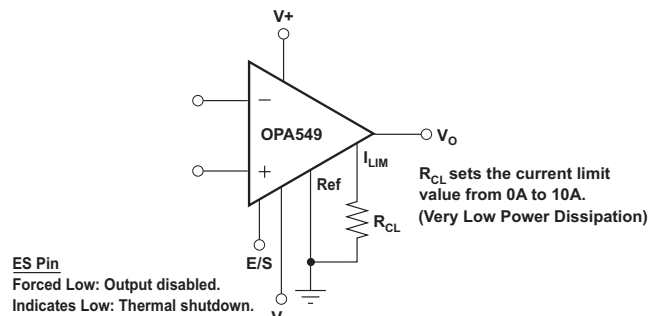 V+
−
OPA549
V_O
I_LIM
+
Ref
R_CL sets the current limit
value from 0A to 10A.
(Very Low Power Dissipation)
R_CL
E/S
ES Pin
Forced Low: Output disabled.
Indicates Low: Thermal shutdown.